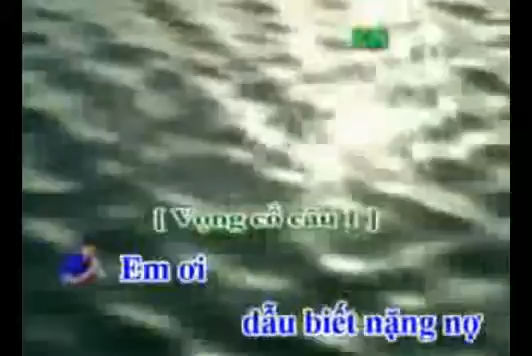 [ Vọng cổ câu 1 ]
Em ơi
dẫu biết nặng nợ